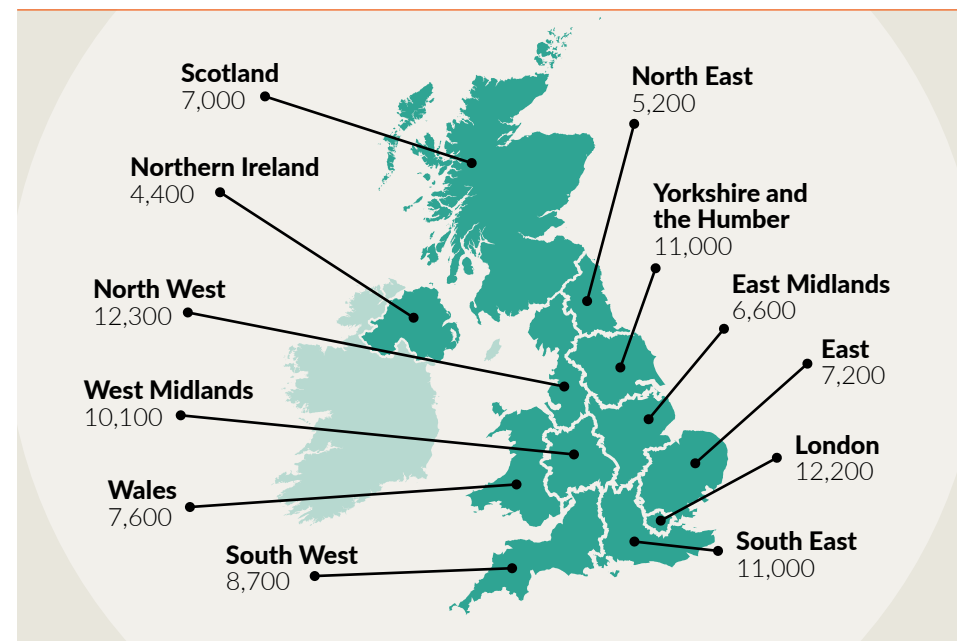 Scotland
7,000
North East
5,200
Northern Ireland
4,400
Yorkshire and
the Humber
11,000
North West
12,300
East Midlands
6,600
East
7,200
West Midlands
10,100
London
12,200
Wales
7,600
South West
8,700
South East
11,000